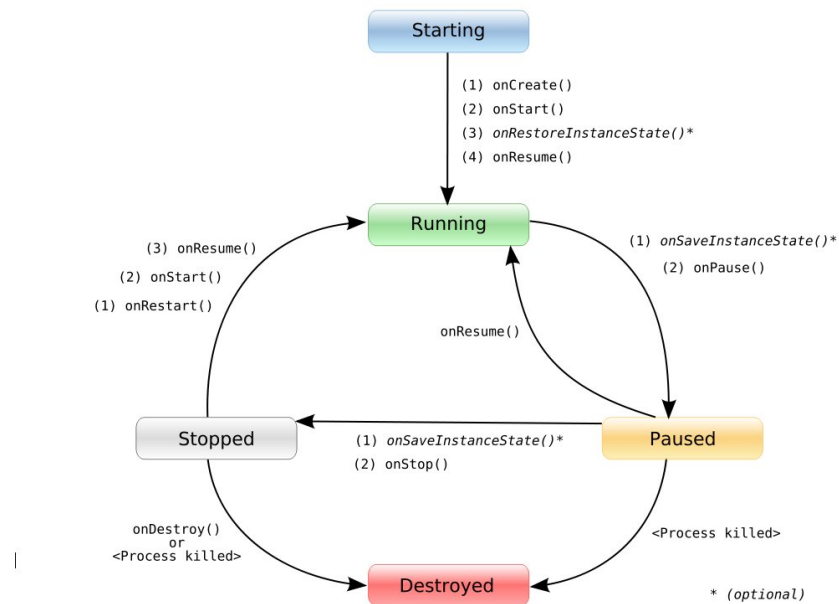 Starting
(1) onCreate()
(2) onStart()
(3) onRestoreInstanceState()*
(4) onResume()
Running
(3) onResume()
(2) onStart()
(1) onRestart()
(1) onSaveInstanceState()*
(2) onPause()
onResume()
Stopped
(1) onSaveInstanceState()*
(2) onStop()
Paused
onDestroy()
or
<Process killed>
<Process killed>
Destroyed
* (optional)